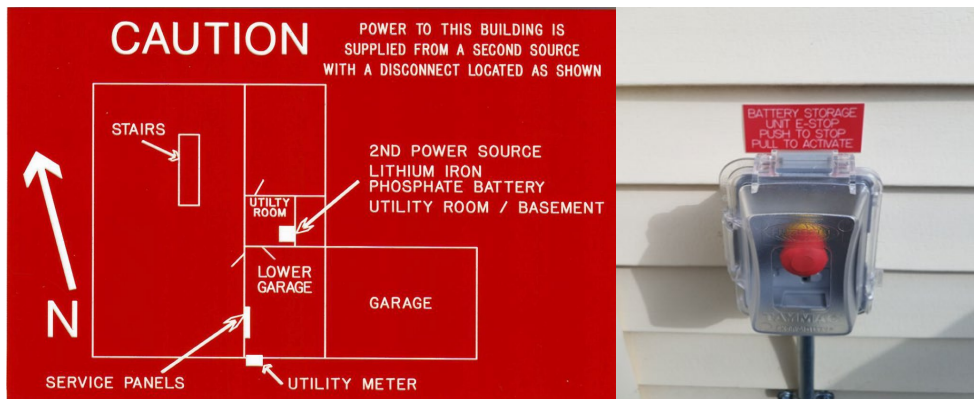 CAUTION
POWER TO THIS BUILDING IS
SUPPLIED FROM A SECOND SOURCE
WITH A DISCONNECT LOCATED AS SHOWN
STAIRS
2ND POWER SOURCE
LITHIUM IRON
PHOSPHATE BATTERY
UTILITY ROOM / BASEMENT
UTILTY
ROOM
LOWER
GARAGE
GARAGE
N
SERVICE PANELS
UTILITY METER
BATTERY STORAGE
UNIT E-STOP
PUSH TO STOP
PULL TO ACTIVATE